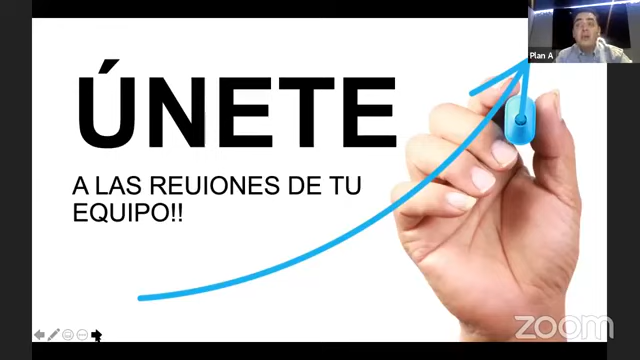 Plan A
ÚNETE
A LAS REUIONES DE TU
EQUIPO!!
zoom